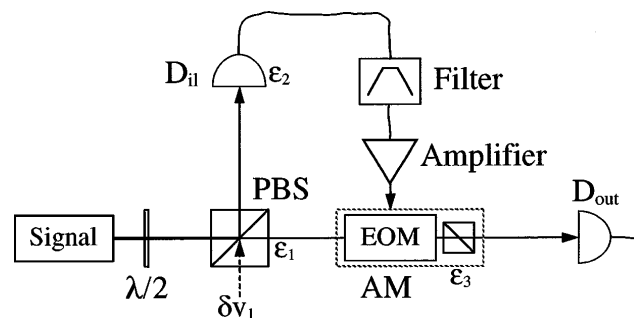 D_il ε₂
Filter
Amplifier
PBS
D_out
Signal
ε₁
EOM
λ/2
AM
ε₃
δv₁